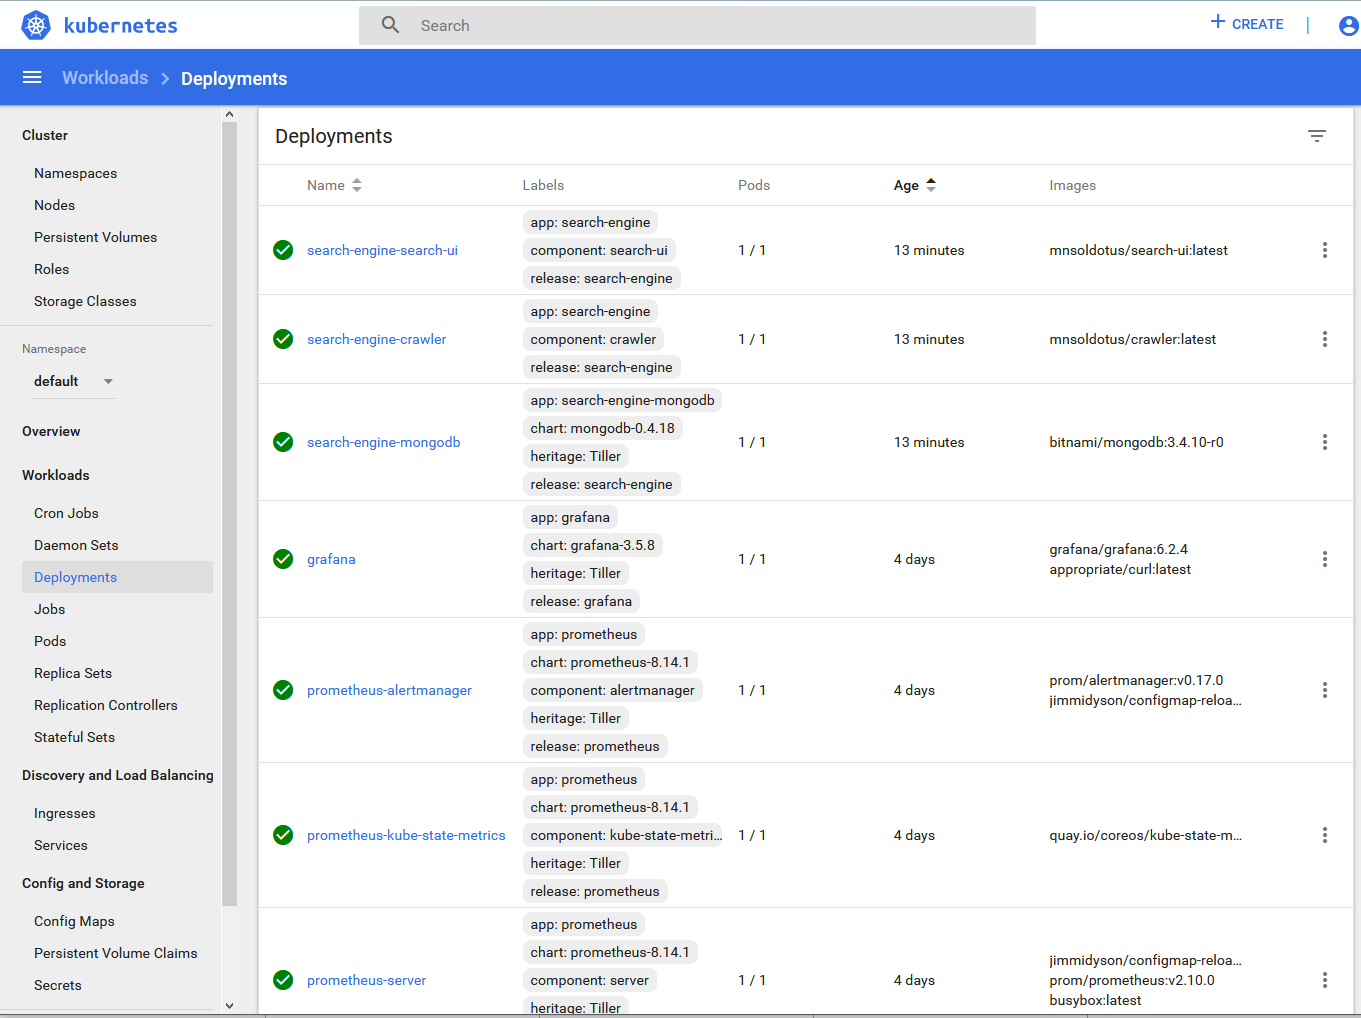 kubernetes
Search
+ CREATE |
Workloads > Deployments
Cluster
Namespaces
Nodes
Persistent Volumes
Roles
Storage Classes
Namespace
default
Overview
Workloads
Cron Jobs
Daemon Sets
Deployments
Jobs
Pods
Replica Sets
Replication Controllers
Stateful Sets
Discovery and Load Balancing
Ingresses
Services
Config and Storage
Config Maps
Persistent Volume Claims
Secrets
Deployments
Name Labels Pods Age Images
app: search-engine
search-engine-search-ui component: search-ui 1 / 1 13 minutes mnsoldotus/search-ui:latest
release: search-engine
app: search-engine
search-engine-crawler component: crawler 1 / 1 13 minutes mnsoldotus/crawler:latest
release: search-engine
app: search-engine-mongodb
chart: mongodb-0.4.18
search-engine-mongodb 1 / 1 13 minutes bitnami/mongodb:3.4.10-r0
heritage: Tiller
release: search-engine
app: grafana
chart: grafana-3.5.8 grafana/grafana:6.2.4
grafana 1 / 1 4 days
heritage: Tiller appropriate/curl:latest
release: grafana
app: prometheus
chart: prometheus-8.14.1 prom/alertmanager:v0.17.0
prometheus-alertmanager component: alertmanager 1 / 1 4 days
heritage: Tiller jimmidyson/configmap-reloa...
release: prometheus
app: prometheus
chart: prometheus-8.14.1
prometheus-kube-state-metrics component: kube-state-metri... 1 / 1 4 days quay.io/coreos/kube-state-m...
heritage: Tiller
release: prometheus
app: prometheus
chart: prometheus-8.14.1 jimmidyson/configmap-reloa...
prometheus-server component: server 1 / 1 4 days prom/prometheus:v2.10.0
heritage: Tiller busybox:latest